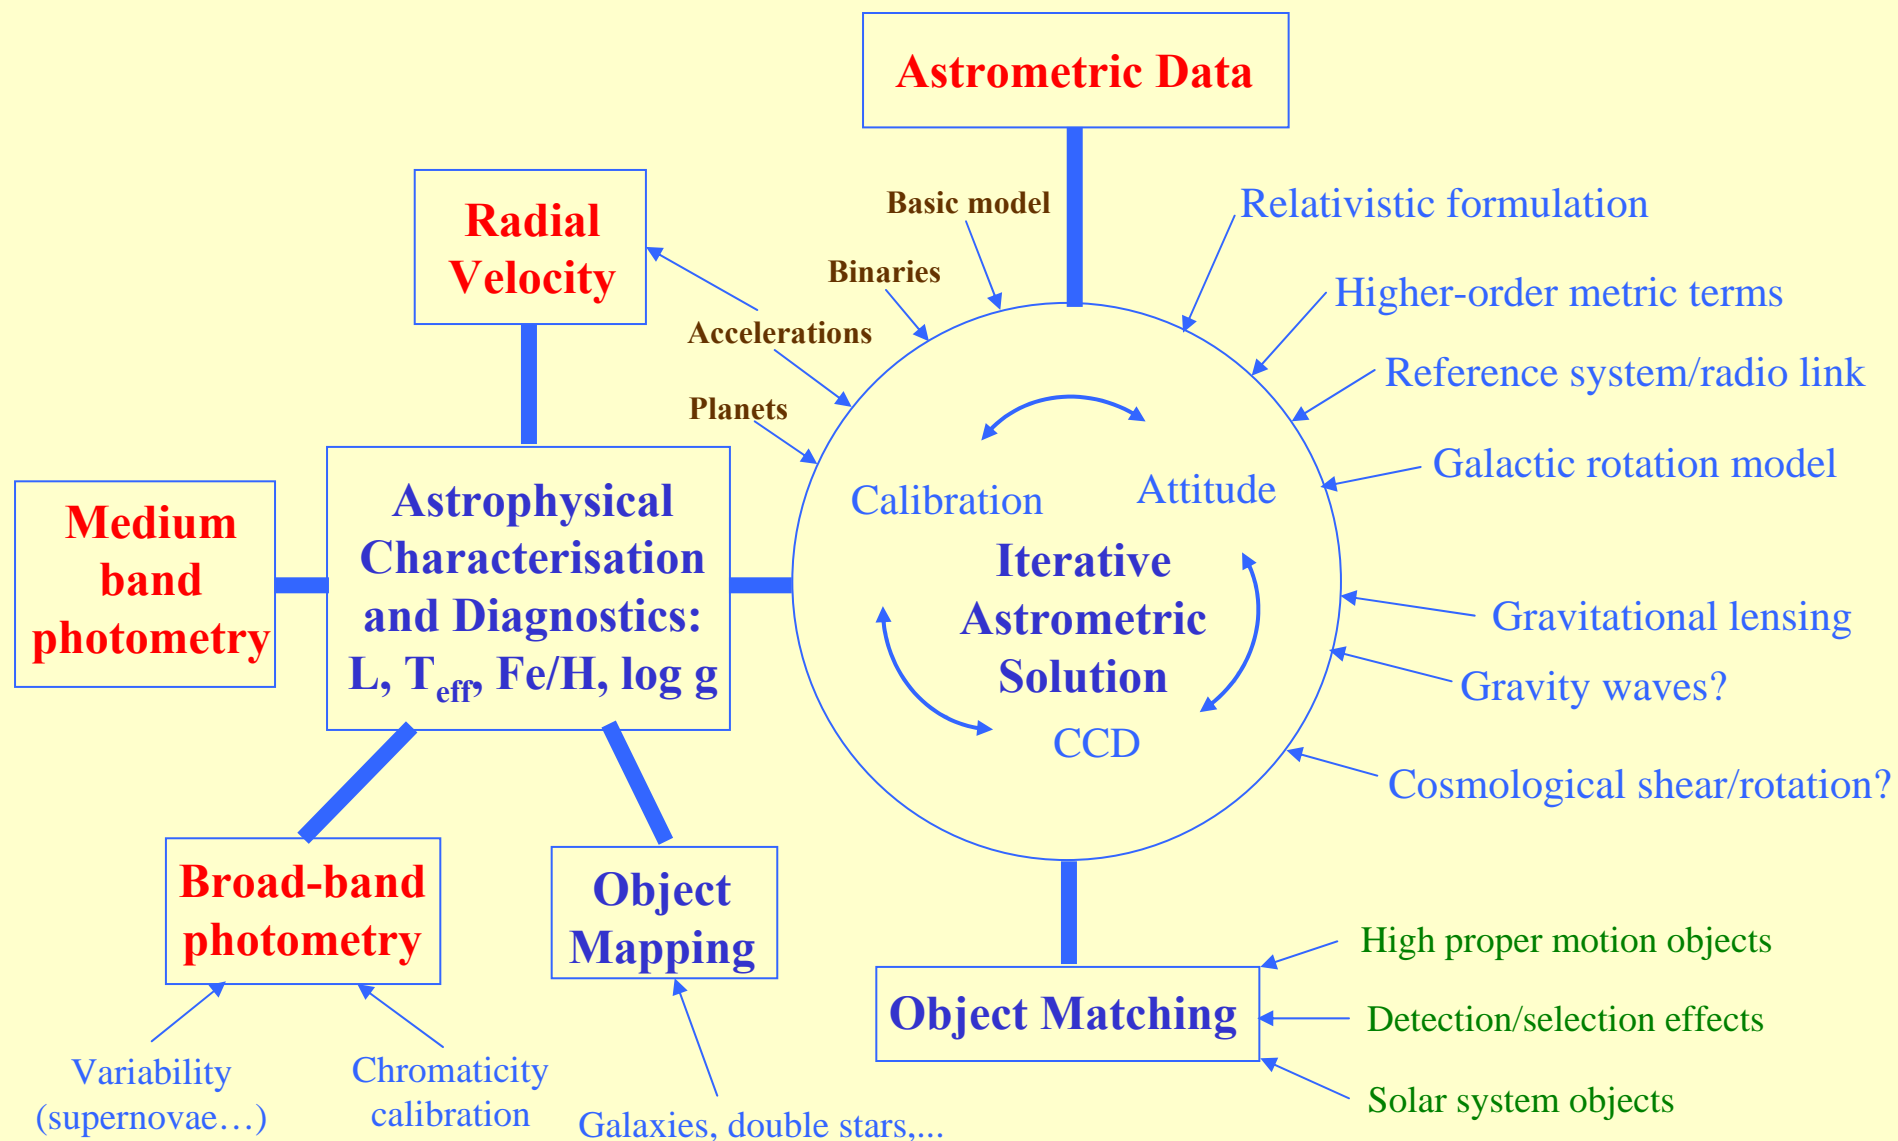 Astrometric Data
Radial
Velocity
Basic model
Binaries
Accelerations
Planets
Relativistic formulation
Higher-order metric terms
Reference system/radio link
Galactic rotation model
Gravitational lensing
Gravity waves?
Cosmological shear/rotation?
Medium
band
photometry
Astrophysical
Characterisation
and Diagnostics:
L, Teff, Fe/H, log g
Calibration
Attitude
Iterative
Astrometric
Solution
CCD
Broad-band
photometry
Object
Mapping
Object Matching
High proper motion objects
Detection/selection effects
Solar system objects
Variability
(supernovae…)
Chromaticity
calibration
Galaxies, double stars,...